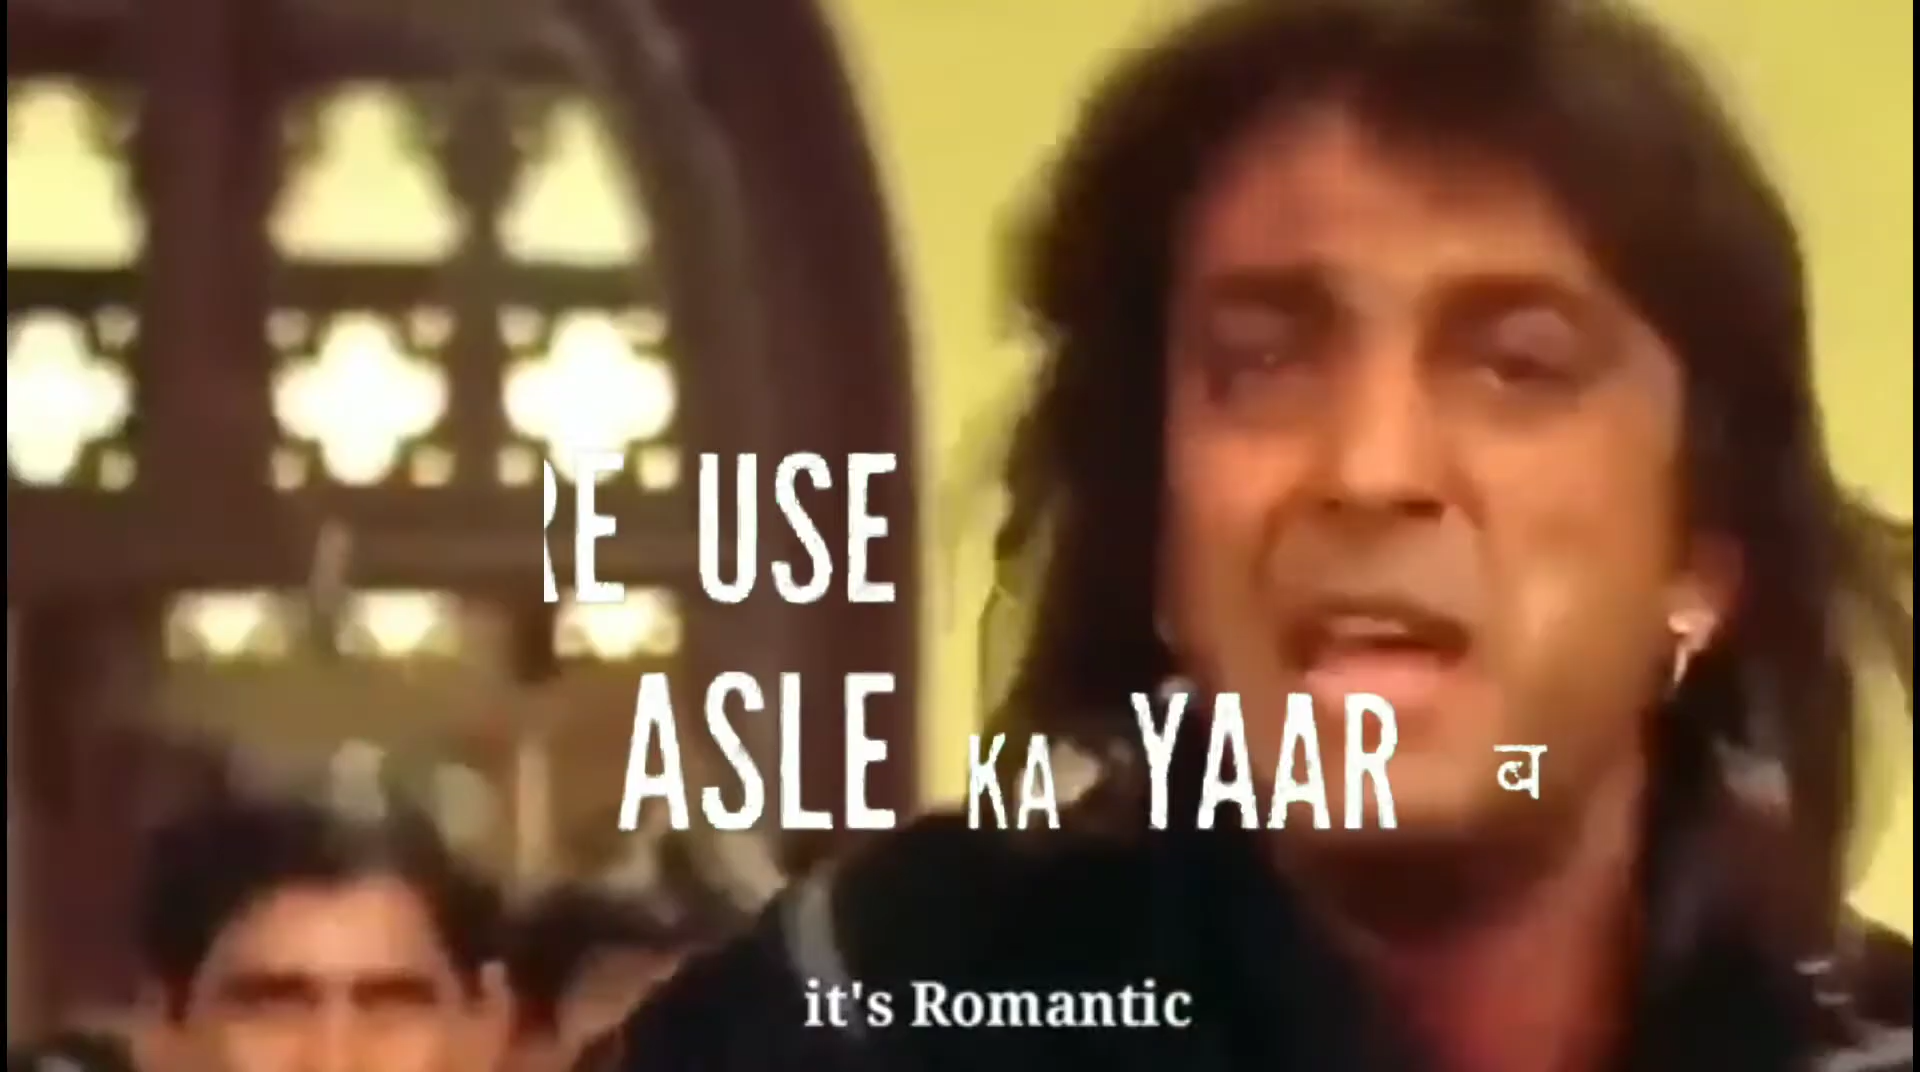 RE USE
ASLE KA YAAR ब
it's Romantic